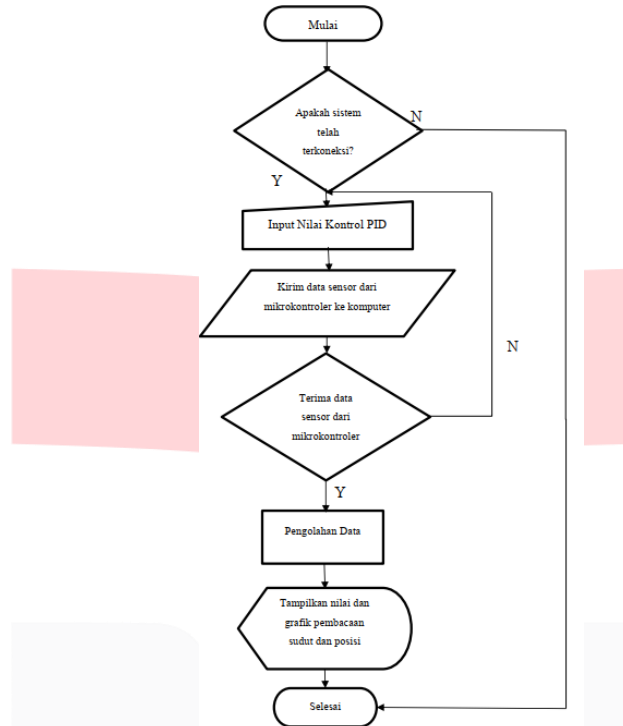 Mulai
Apakah sistem
telah
terkoneksi?
N
Y
Input Nilai Kontrol PID
Kirim data sensor dari
mikrokontroler ke komputer
N
Terima data
sensor dari
mikrokontroler
Y
Pengolahan Data
Tampilkan nilai dan
grafik pembacaan
sudut dan posisi
Selesai